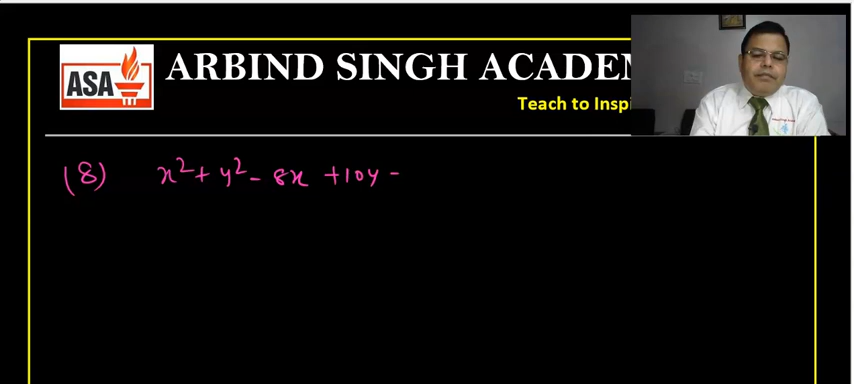 ASA
ARBIND SINGH ACADEM
Teach to Inspi
(8) x² + y² - 8x + 10y -